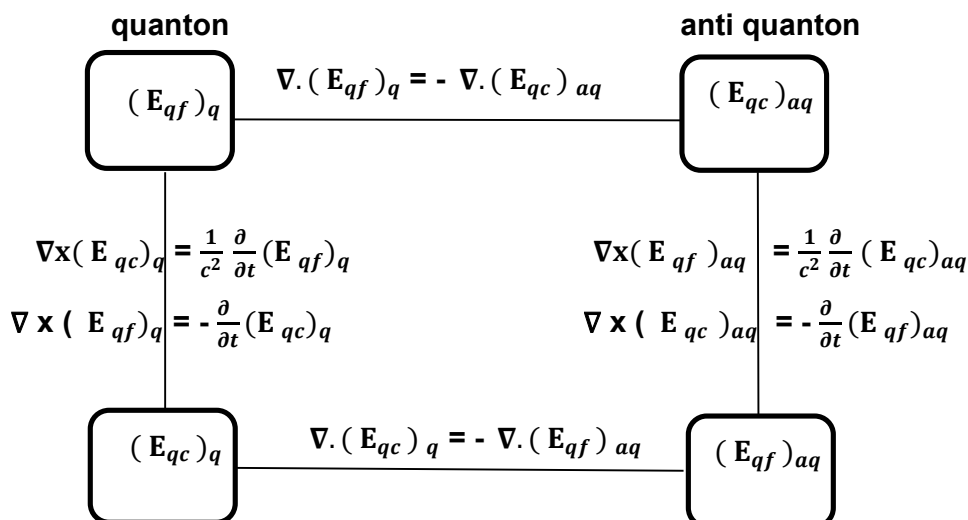 quanton anti quanton
∇. ( E_qf )_q = - ∇. ( E_qc )_aq
( E_qf )_q ( E_qc )_aq
∇x( E_qc )_q = 1/c² ∂/∂t ( E_qf )_q ∇x( E_qf )_aq = 1/c² ∂/∂t ( E_qc )_aq
∇ x ( E_qf )_q = - ∂/∂t ( E_qc )_q ∇ x ( E_qc )_aq = - ∂/∂t ( E_qf )_aq
( E_qc )_q ∇. ( E_qc )_q = - ∇. ( E_qf )_aq ( E_qf )_aq